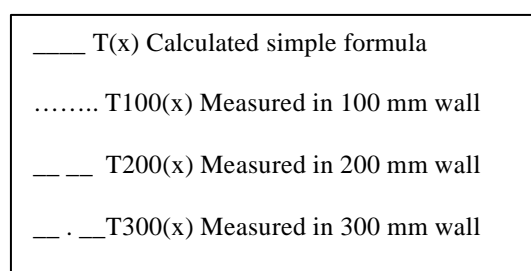 ____ T(x) Calculated simple formula
…….. T100(x) Measured in 100 mm wall
__ __ T200(x) Measured in 200 mm wall
__ . __T300(x) Measured in 300 mm wall